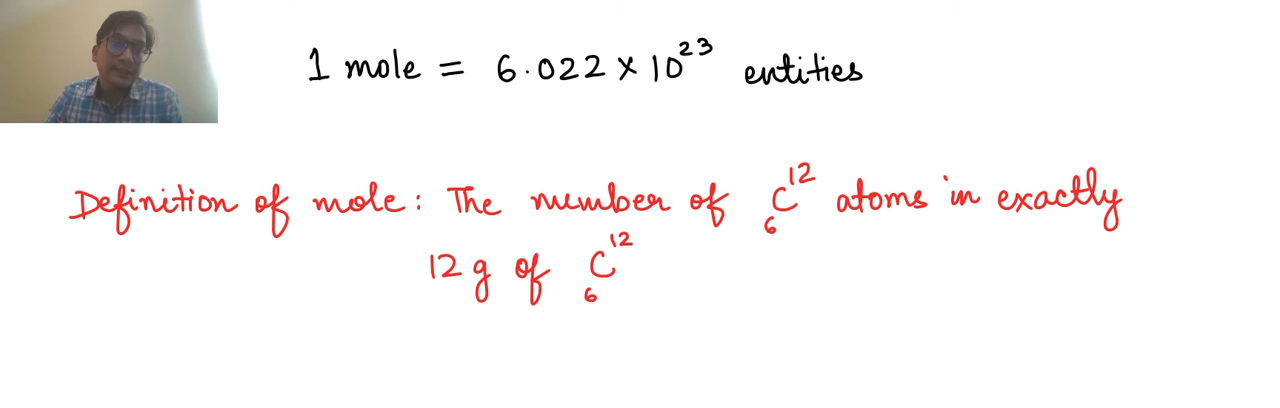 1 mole = 6.022 × 10²³ entities
Definition of mole: The number of ₆C¹² atoms in exactly
12 g of ₆C¹²